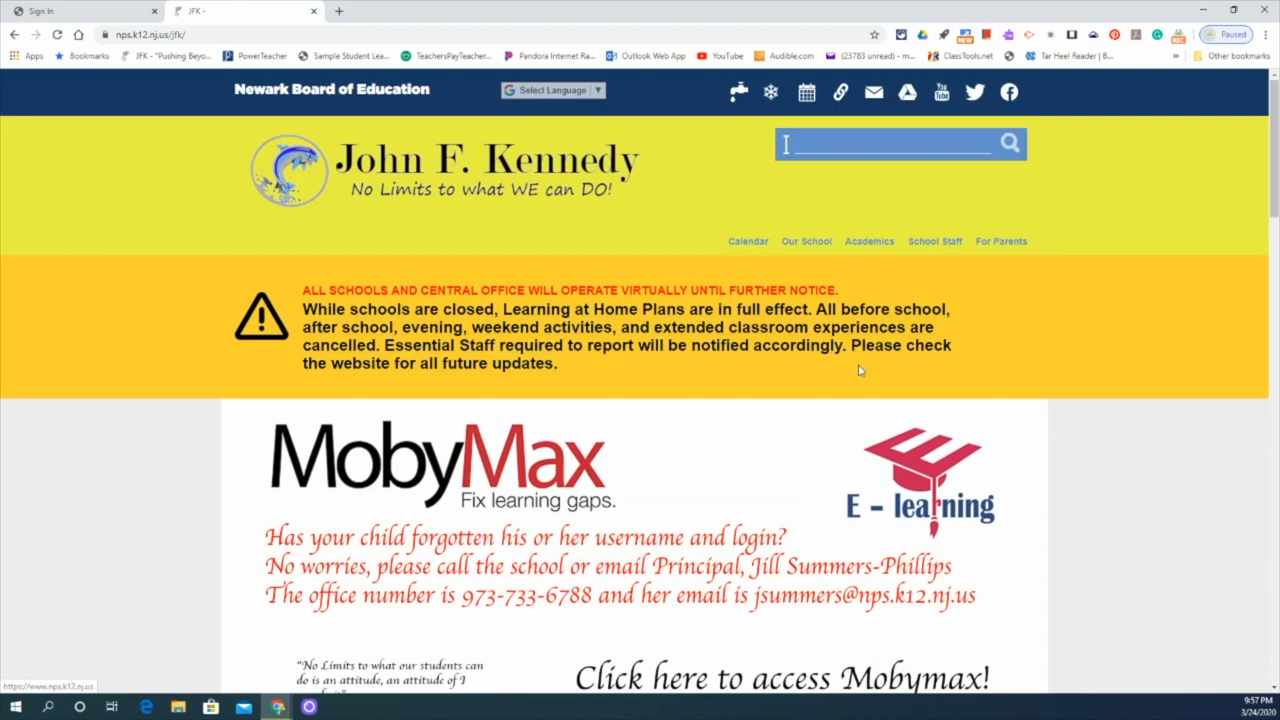 Sign In
JFK -
nps.k12.nj.us/jfk/
Paused
Apps
Bookmarks
JFK - "Pushing Beyo...
PowerTeacher
Sample Student Lea...
TeachersPayTeacher...
Pandora Internet Ra...
Outlook Web App
YouTube
Audible.com
(23783 unread) - m...
ClassTools.net
Tar Heel Reader | B...
Other bookmarks
Newark Board of Education
Select Language
John F. Kennedy
No Limits to what WE can DO!
Calendar Our School Academics School Staff For Parents
ALL SCHOOLS AND CENTRAL OFFICE WILL OPERATE VIRTUALLY UNTIL FURTHER NOTICE.
While schools are closed, Learning at Home Plans are in full effect. All before school,
after school, evening, weekend activities, and extended classroom experiences are
cancelled. Essential Staff required to report will be notified accordingly. Please check
the website for all future updates.
MobyMax
Fix learning gaps.
E - learning
Has your child forgotten his or her username and login?
No worries, please call the school or email Principal, Jill Summers-Phillips
The office number is 973-733-6788 and her email is jsummers@nps.k12.nj.us
"No Limits to what our students can
do is an attitude, an attitude of I
Click here to access Mobymax!
https://www.nps.k12.nj.us
9:57 PM
3/24/2020